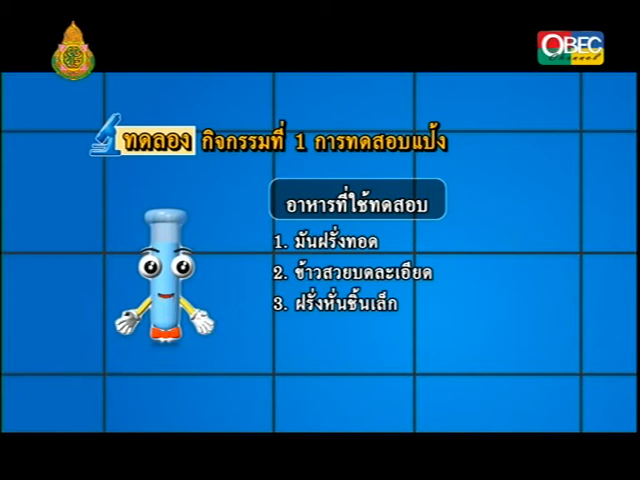 OBEC
Channel
ทดลอง กิจกรรมที่ 1 การทดสอบแป้ง
อาหารที่ใช้ทดสอบ
1. มันฝรั่งทอด
2. ข้าวสวยบดละเอียด
3. ฝรั่งหั่นชิ้นเล็ก